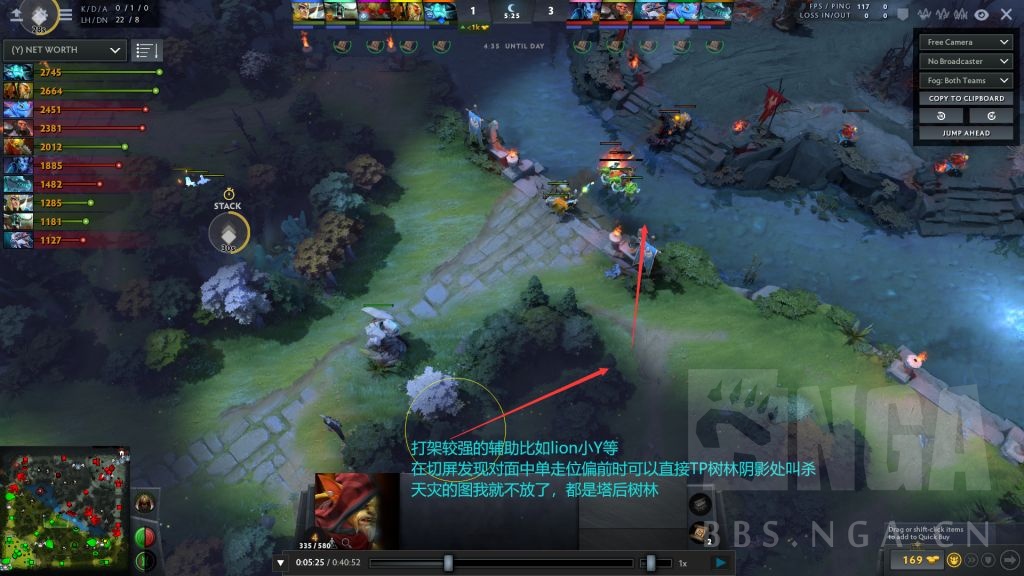 28s
K/D/A 0 / 1 / 0
LH/DN 22 / 8
1
5:25
3
<1k
4:35 UNTIL DAY
FPS / PING 117 0
LOSS IN/OUT 0 0
(Y) NET WORTH
2745
2664
2451
2381
2012
1885
1482
1285
1181
1127
Free Camera
No Broadcaster
Fog: Both Teams
COPY TO CLIPBOARD
JUMP AHEAD
STACK
30s
打架较强的辅助比如lion小Y等
在切屏发现对面中单走位偏前时可以直接TP树林阴影处叫杀
天灾的图我就不放了，都是塔后树林
NGA
BBS.NGA.CN
4
335 / 580
2
Drag or shift-click items
to add to Quick Buy
169
0:05:25 / 0:40:52
1x